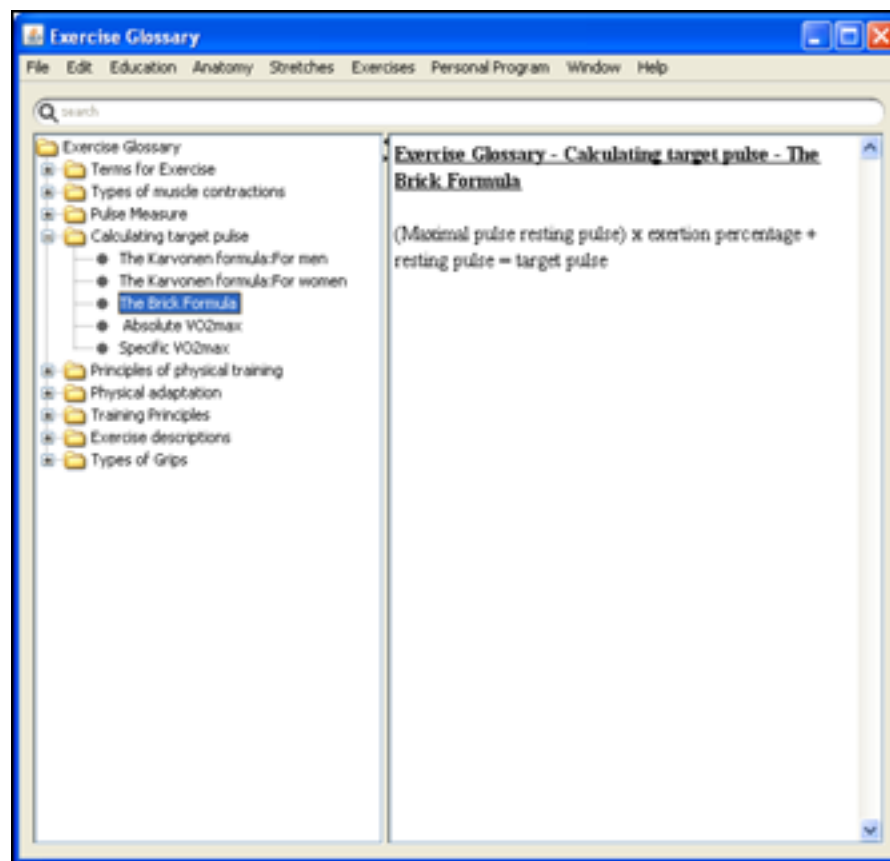 Exercise Glossary
File Edit Education Anatomy Stretches Exercises Personal Program Window Help
search
Exercise Glossary
Terms for Exercise
Types of muscle contractions
Pulse Measure
Calculating target pulse
The Karvonen formula:For men
The Karvonen formula:For women
The Brick Formula
Absolute VO2max
Specific VO2max
Principles of physical training
Physical adaptation
Training Principles
Exercise descriptions
Types of Grips
Exercise Glossary - Calculating target pulse - The
Brick Formula
(Maximal pulse resting pulse) x exertion percentage +
resting pulse = target pulse